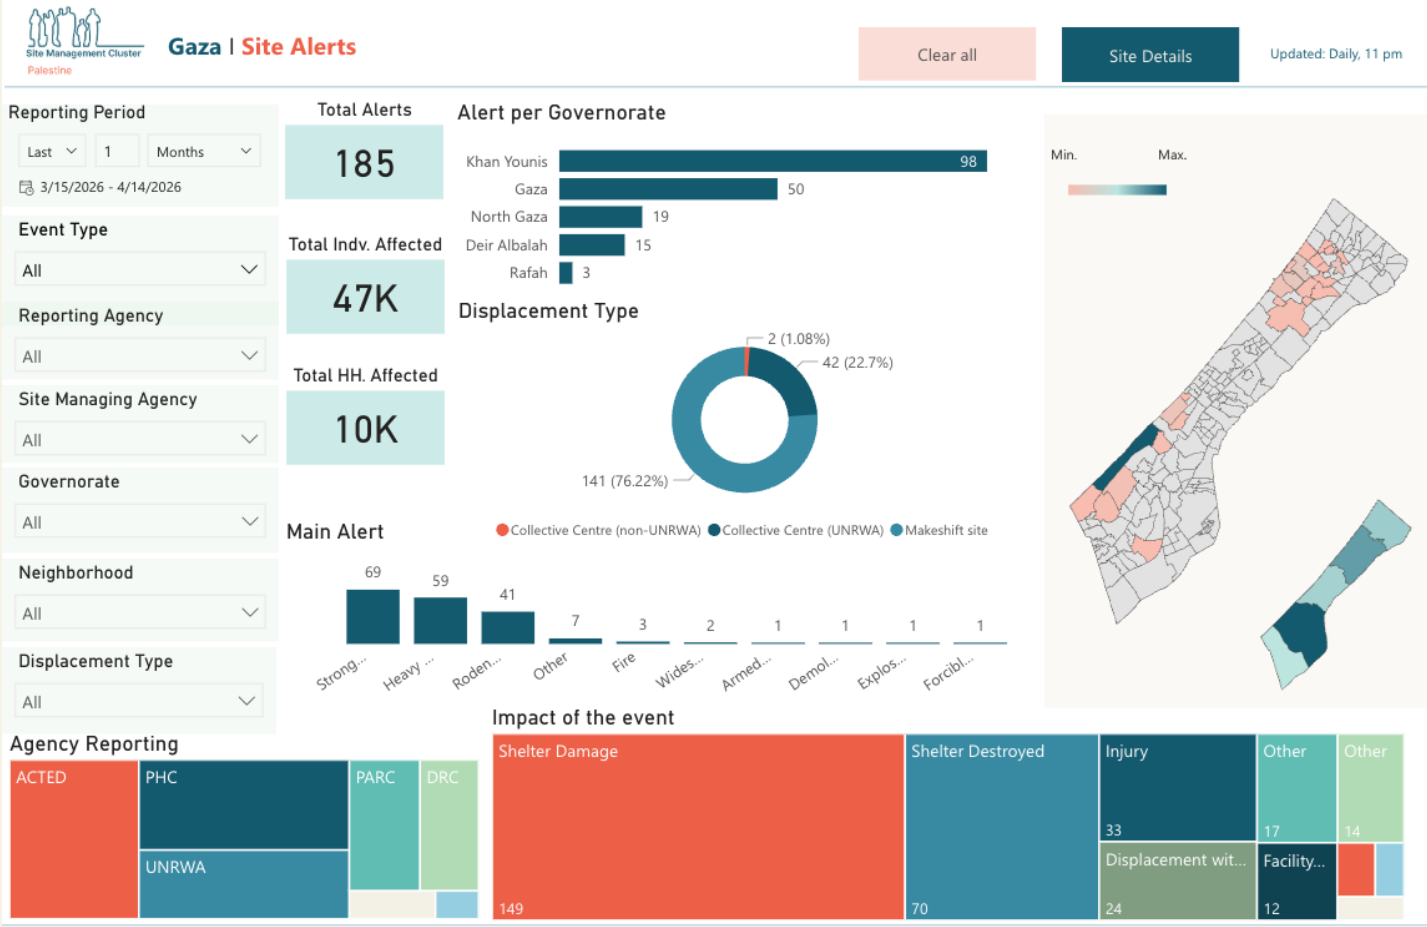 Site Management Cluster
Palestine
Gaza | Site Alerts
Clear all
Site Details
Updated: Daily, 11 pm
Reporting Period
Last
1
Months
3/15/2026 - 4/14/2026
Event Type
All
Reporting Agency
All
Site Managing Agency
All
Governorate
All
Neighborhood
All
Displacement Type
All
Total Alerts
185
Total Indv. Affected
47K
Total HH. Affected
10K
Alert per Governorate
Khan Younis 98
Gaza 50
North Gaza 19
Deir Albalah 15
Rafah 3
Displacement Type
2 (1.08%)
42 (22.7%)
141 (76.22%)
Collective Centre (non-UNRWA) Collective Centre (UNRWA) Makeshift site
Min. Max.
Main Alert
69 59 41 7 3 2 1 1 1 1
Strong... Heavy ... Roden... Other Fire Wides... Armed... Demol... Explos... Forcibl...
Agency Reporting
ACTED
PHC
UNRWA
PARC
DRC
Impact of the event
Shelter Damage
149
Shelter Destroyed
70
Injury
33
Displacement wit...
24
Other
17
Facility...
12
Other
14